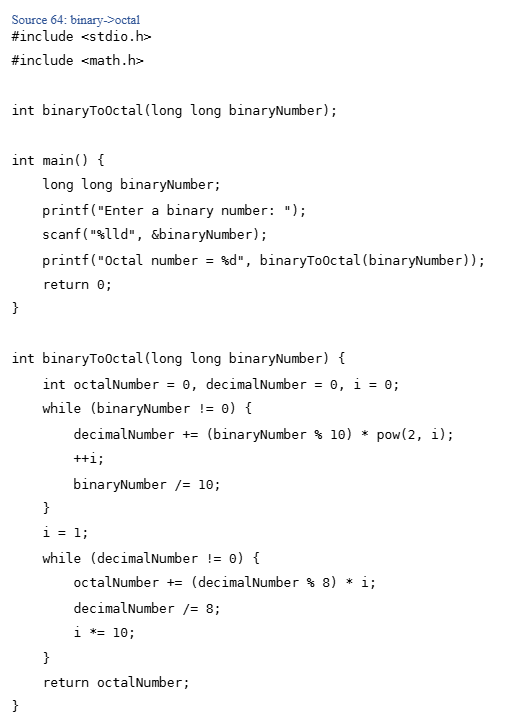 Source 64: binary->octal
#include <stdio.h>
#include <math.h>

int binaryToOctal(long long binaryNumber);

int main() {
    long long binaryNumber;
    printf("Enter a binary number: ");
    scanf("%lld", &binaryNumber);
    printf("Octal number = %d", binaryToOctal(binaryNumber));
    return 0;
}

int binaryToOctal(long long binaryNumber) {
    int octalNumber = 0, decimalNumber = 0, i = 0;
    while (binaryNumber != 0) {
        decimalNumber += (binaryNumber % 10) * pow(2, i);
        ++i;
        binaryNumber /= 10;
    }
    i = 1;
    while (decimalNumber != 0) {
        octalNumber += (decimalNumber % 8) * i;
        decimalNumber /= 8;
        i *= 10;
    }
    return octalNumber;
}